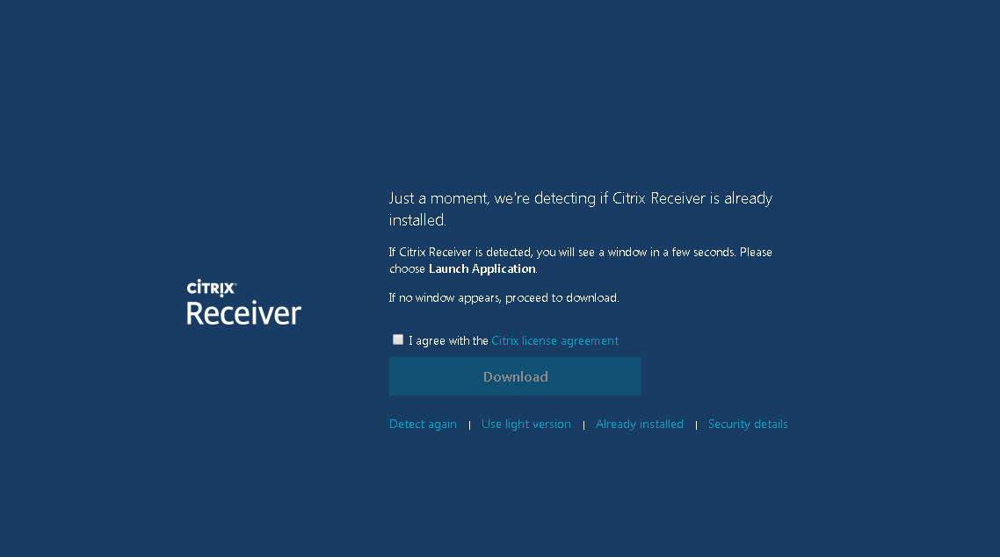 Just a moment, we're detecting if Citrix Receiver is already
installed.
If Citrix Receiver is detected, you will see a window in a few seconds. Please
choose Launch Application.
If no window appears, proceed to download.
CİTRIX®
Receiver
I agree with the Citrix license agreement
Download
Detect again | Use light version | Already installed | Security details